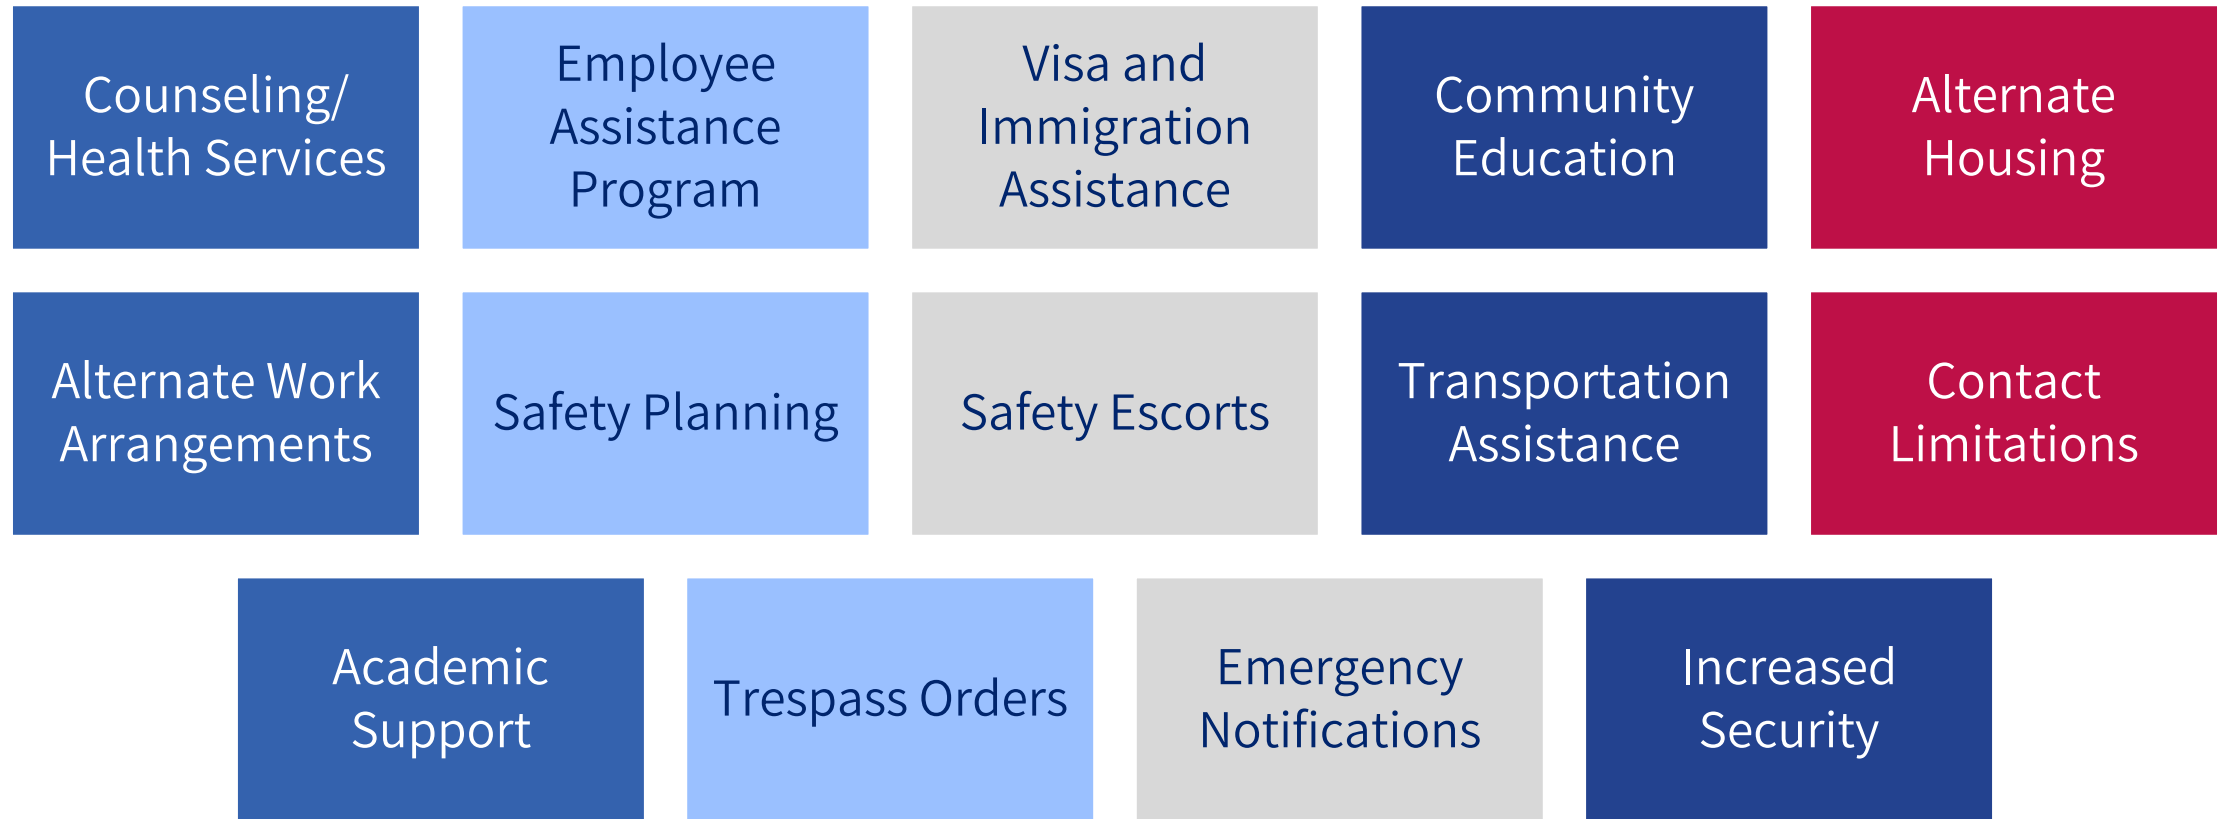 Counseling/
Health Services
Employee
Assistance
Program
Visa and
Immigration
Assistance
Community
Education
Alternate
Housing
Alternate Work
Arrangements
Safety Planning
Safety Escorts
Transportation
Assistance
Contact
Limitations
Academic
Support
Trespass Orders
Emergency
Notifications
Increased
Security